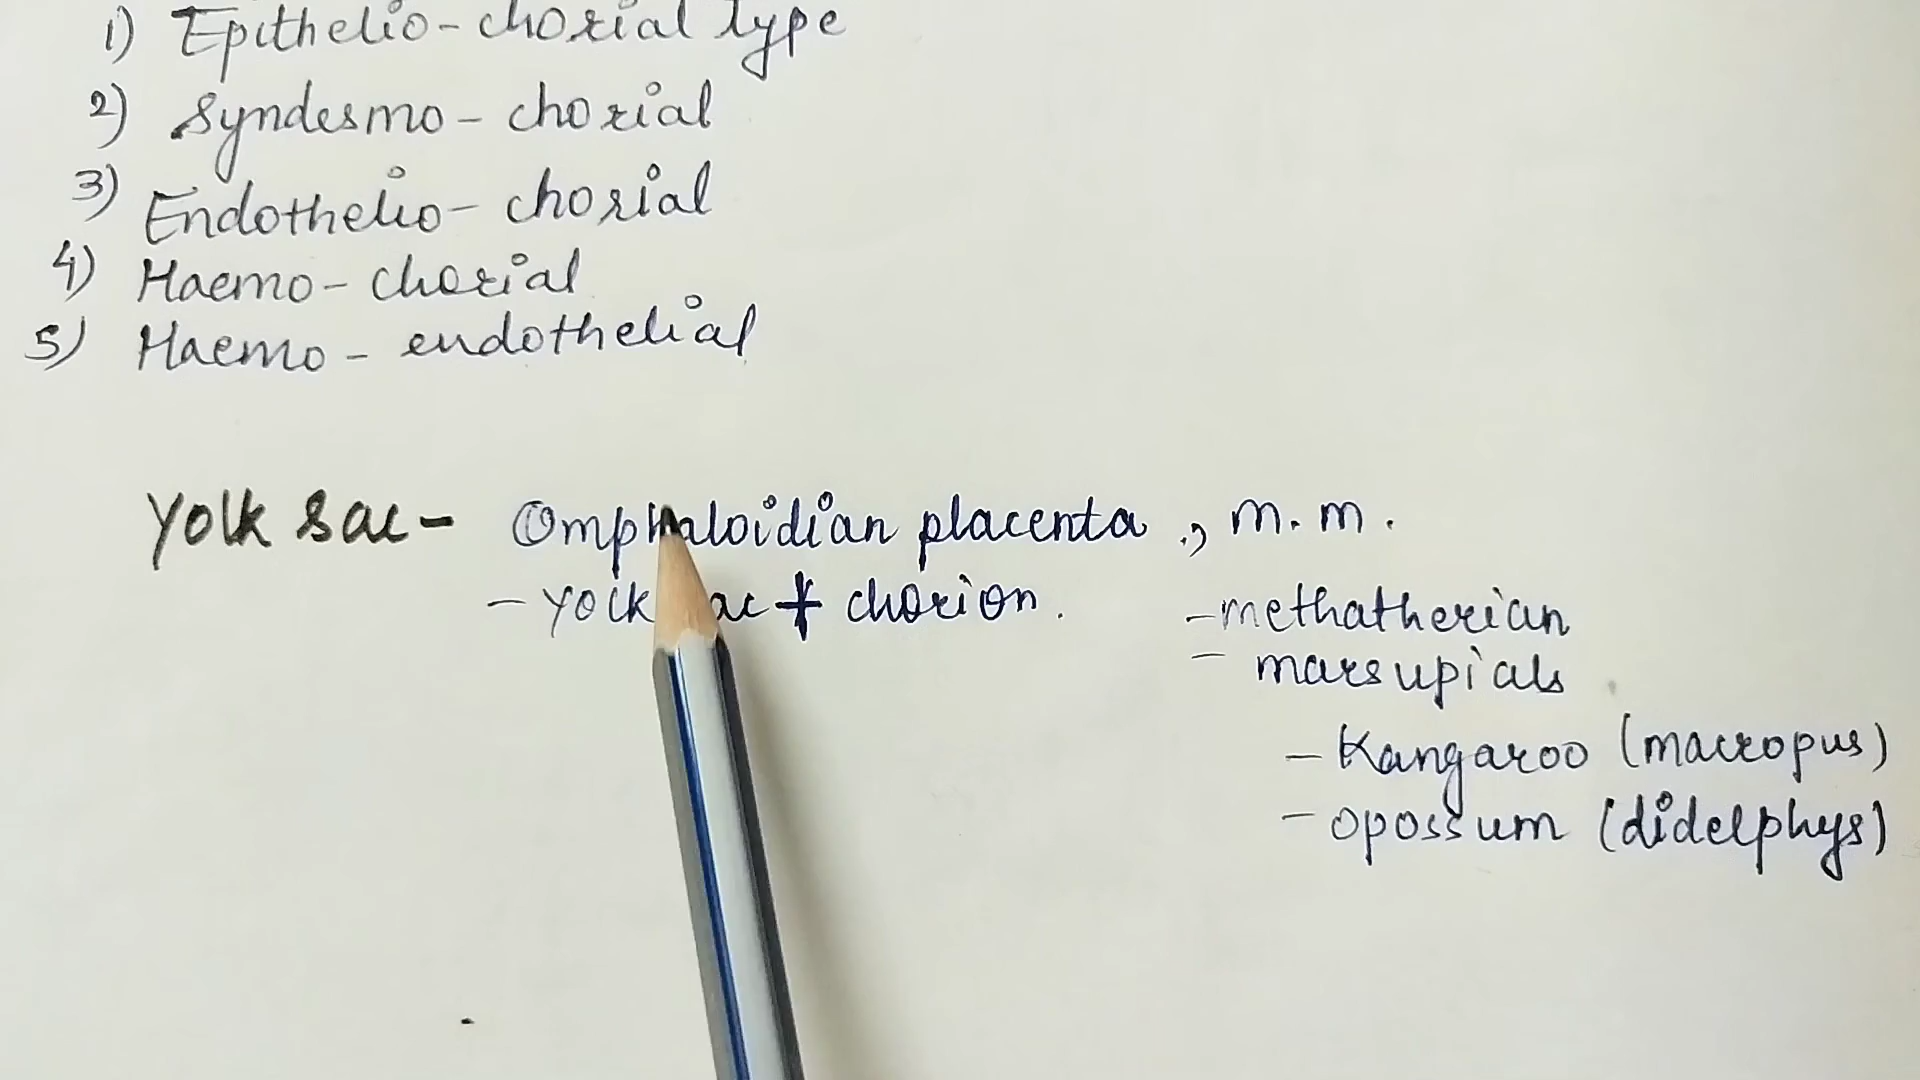 1) Epithelio-chorial type
2) Syndesmo-chorial
3) Endothelio-chorial
4) Haemo-chorial
5) Haemo-endothelial
Yolk sac- Omphaloidian placenta ., m.m.
- Yolk ac + chorion.
- methatherian
- marsupials
- Kangaroo (macropus)
- opossum (didelphys)